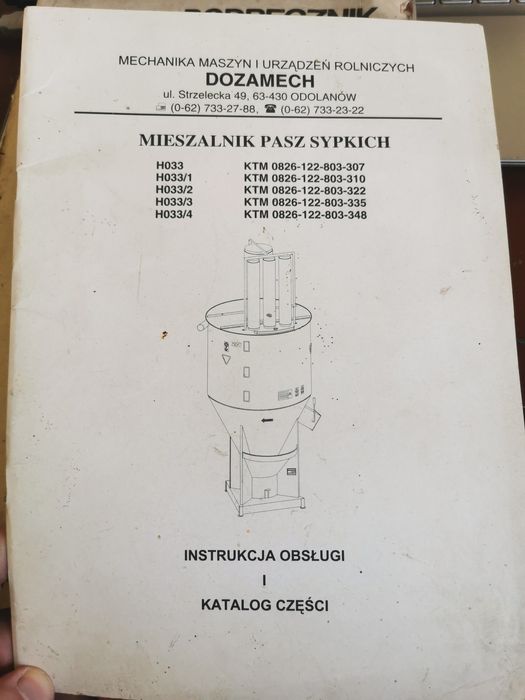 PODRĘCZNIK
MECHANIKA MASZYN I URZĄDZEŃ ROLNICZYCH
DOZAMECH
ul. Strzelecka 49, 63-430 ODOLANÓW
(0-62) 733-27-88, ☎ (0-62) 733-23-22
MIESZALNIK PASZ SYPKICH
H033 KTM 0826-122-803-307
H033/1 KTM 0826-122-803-310
H033/2 KTM 0826-122-803-322
H033/3 KTM 0826-122-803-335
H033/4 KTM 0826-122-803-348
INSTRUKCJA OBSŁUGI
I
KATALOG CZĘŚCI